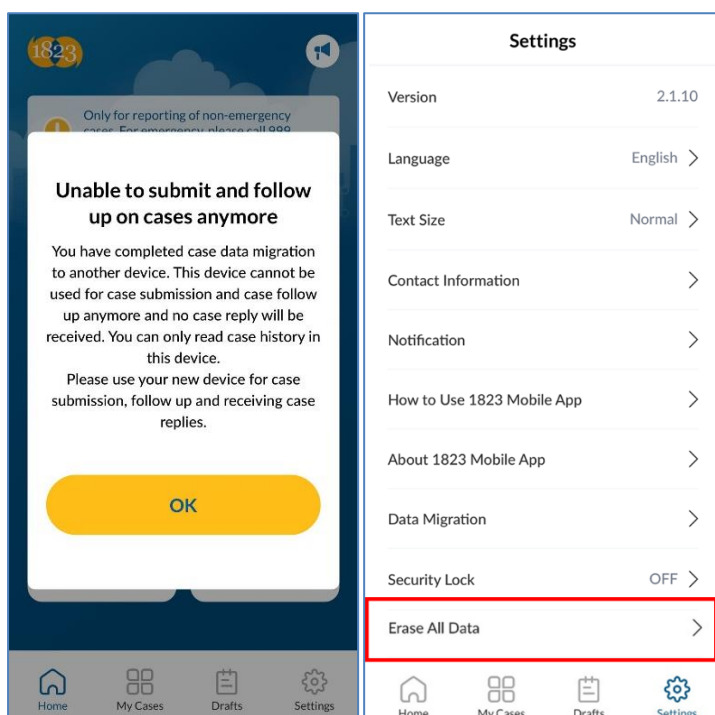 1823
Only for reporting of non-emergency
cases. For emergency, please call 999
Unable to submit and follow
up on cases anymore
You have completed case data migration
to another device. This device cannot be
used for case submission and case follow
up anymore and no case reply will be
received. You can only read case history in
this device.
Please use your new device for case
submission, follow up and receiving case
replies.
OK
Home My Cases Drafts Settings
Settings
Version 2.1.10
Language English
Text Size Normal
Contact Information
Notification
How to Use 1823 Mobile App
About 1823 Mobile App
Data Migration
Security Lock OFF
Erase All Data
Home My Cases Drafts Settings